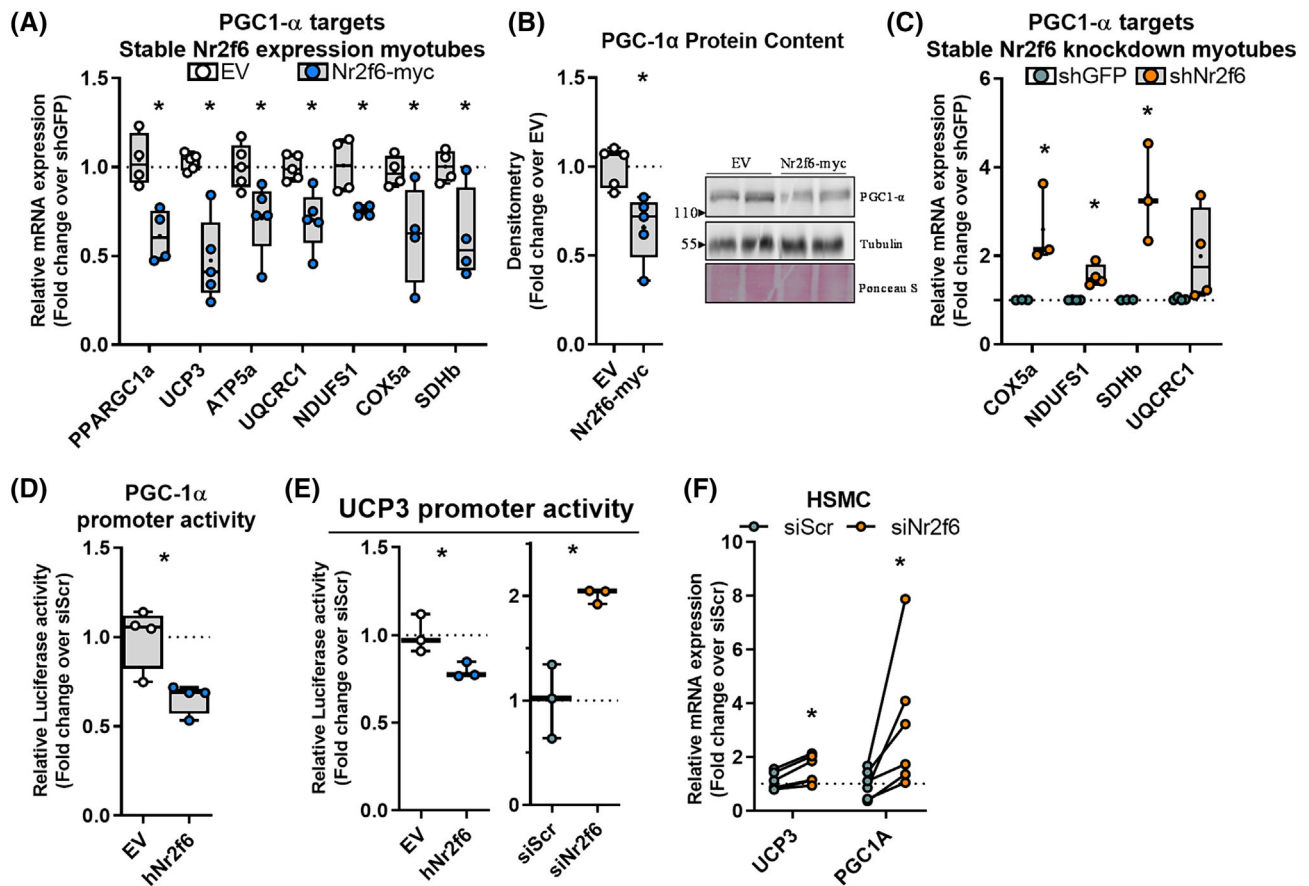 (A)
PGC1-α targets
Stable Nr2f6 expression myotubes
EV
Nr2f6-myc
Relative mRNA expression
(Fold change over shGFP)
1.5
1.0
0.5
0.0
* * * * * * *
PPARGC1a
UCP3
ATP5a
UQCRC1
NDUFS1
COX5a
SDHb
(B)
PGC-1α Protein Content
Densitometry
(Fold change over EV)
1.5
1.0
0.5
0.0
*
EV
Nr2f6-myc
EV
Nr2f6-myc
PGC1-α
110
55
Tubulin
Ponceau S
(C)
PGC1-α targets
Stable Nr2f6 knockdown myotubes
shGFP
shNr2f6
Relative mRNA expression
(Fold change over shGFP)
6
4
2
0
* * *
COX5a
NDUFS1
SDHb
UQCRC1
(D)
PGC-1α
promoter activity
Relative Luciferase activity
(Fold change over siScr)
1.5
1.0
0.5
0.0
*
EV
hNr2f6
(E)
UCP3 promoter activity
Relative Luciferase activity
(Fold change over siScr)
1.5
1.0
0.5
0.0
*
EV
hNr2f6
2
1
0
*
siScr
siNr2f6
(F)
HSMC
siScr
siNr2f6
Relative mRNA expression
(Fold change over siScr)
10
8
6
4
2
0
* *
UCP3
PGC1A